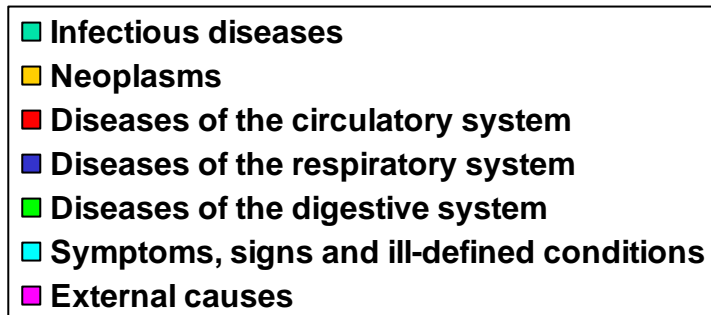 Infectious diseases
Neoplasms
Diseases of the circulatory system
Diseases of the respiratory system
Diseases of the digestive system
Symptoms, signs and ill-defined conditions
External causes